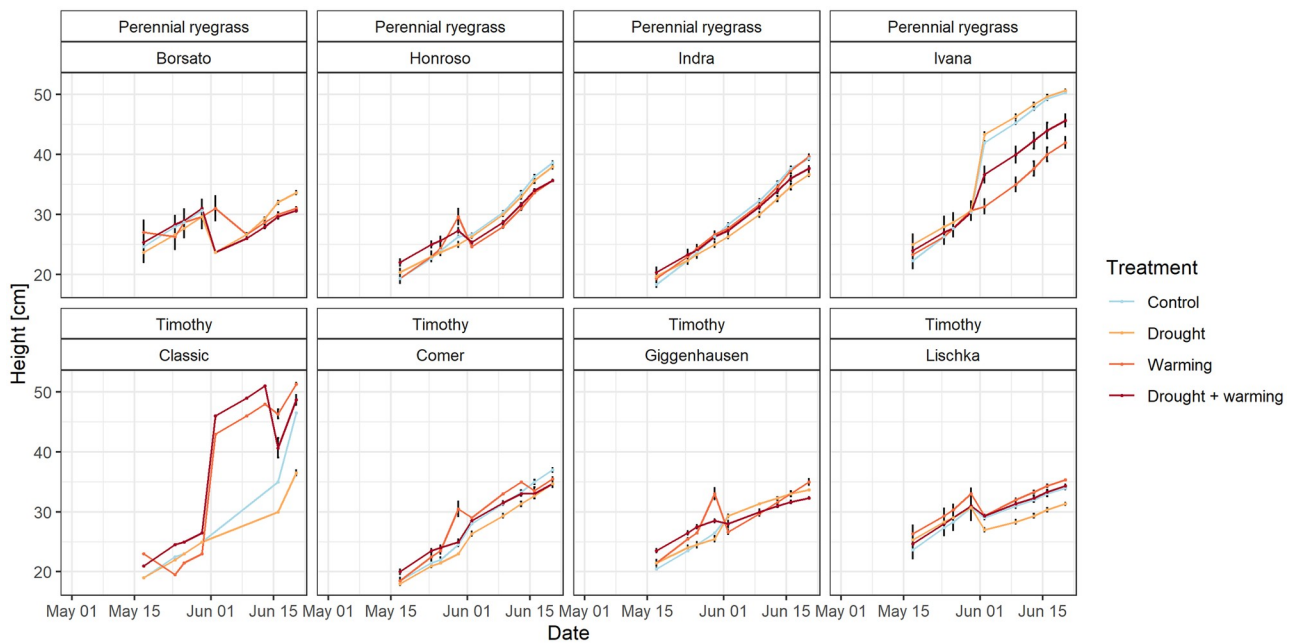 Perennial ryegrass Perennial ryegrass Perennial ryegrass Perennial ryegrass
Borsato Honroso Indra Ivana
50
40
30
20
Height [cm]
Treatment
Control
Drought
Warming
Drought + warming
Timothy Timothy Timothy Timothy
Classic Comer Giggenhausen Lischka
50
40
30
20
May 01 May 15 Jun 01 Jun 15 May 01 May 15 Jun 01 Jun 15 May 01 May 15 Jun 01 Jun 15 May 01 May 15 Jun 01 Jun 15
Date